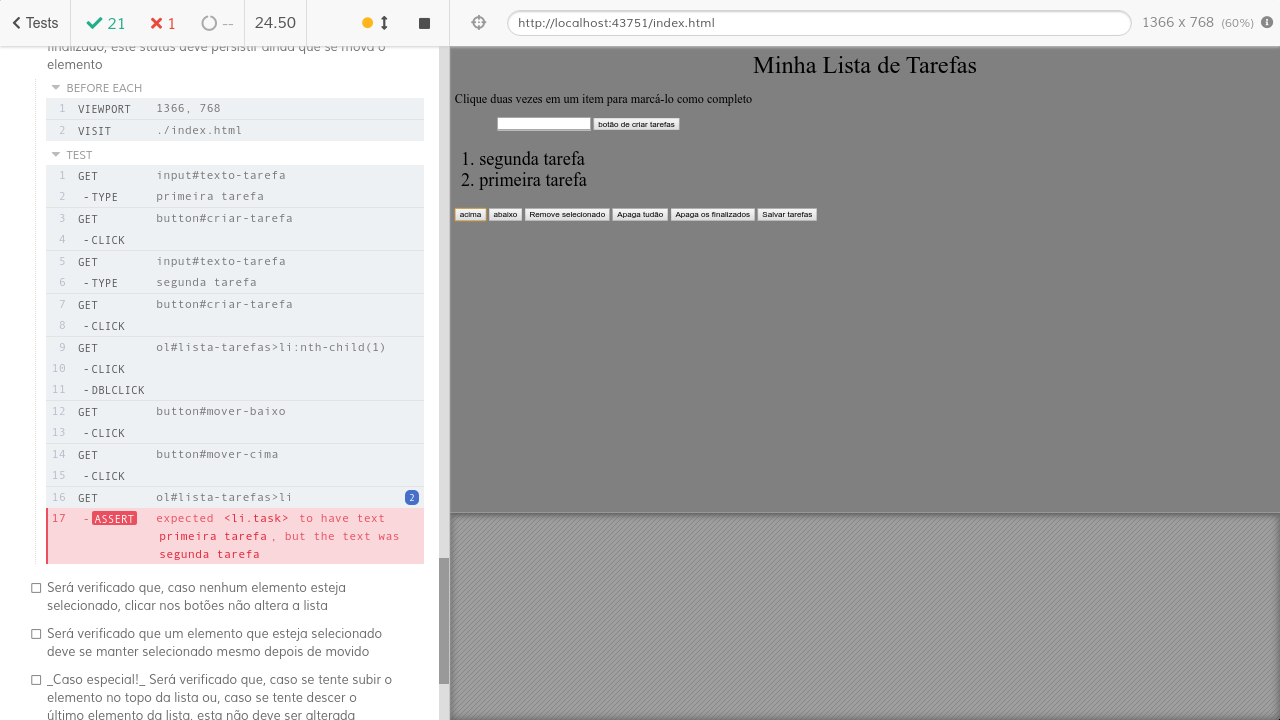 Tests
21
1
--
24.50
http://localhost:43751/index.html
1366 x 768 (60%)
finalizado, este status deve persistir ainda que se mova o
elemento
BEFORE EACH
1 VIEWPORT 1366, 768
2 VISIT ./index.html
TEST
1 GET input#texto-tarefa
2 -TYPE primeira tarefa
3 GET button#criar-tarefa
4 -CLICK
5 GET input#texto-tarefa
6 -TYPE segunda tarefa
7 GET button#criar-tarefa
8 -CLICK
9 GET ol#lista-tarefas>li:nth-child(1)
10 -CLICK
11 -DBLCLICK
12 GET button#mover-baixo
13 -CLICK
14 GET button#mover-cima
15 -CLICK
16 GET ol#lista-tarefas>li 2
17 -ASSERT expected <li.task> to have text
primeira tarefa, but the text was
segunda tarefa
Será verificado que, caso nenhum elemento esteja
selecionado, clicar nos botões não altera a lista
Será verificado que um elemento que esteja selecionado
deve se manter selecionado mesmo depois de movido
_Caso especial!_ Será verificado que, caso se tente subir o
elemento no topo da lista ou, caso se tente descer o
último elemento da lista, esta não deve ser alterada
Minha Lista de Tarefas
Clique duas vezes em um item para marcá-lo como completo
botão de criar tarefas
1. segunda tarefa
2. primeira tarefa
acima abaixo Remove selecionado Apaga tudão Apaga os finalizados Salvar tarefas